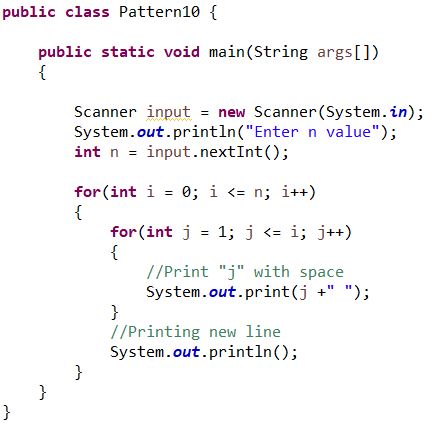 public class Pattern10 {
public static void main(String args[])
{
Scanner input = new Scanner(System.in);
System.out.println("Enter n value");
int n = input.nextInt();
for(int i = 0; i <= n; i++)
{
for(int j = 1; j <= i; j++)
{
//Print "j" with space
System.out.print(j +" ");
}
//Printing new line
System.out.println();
}
}
}